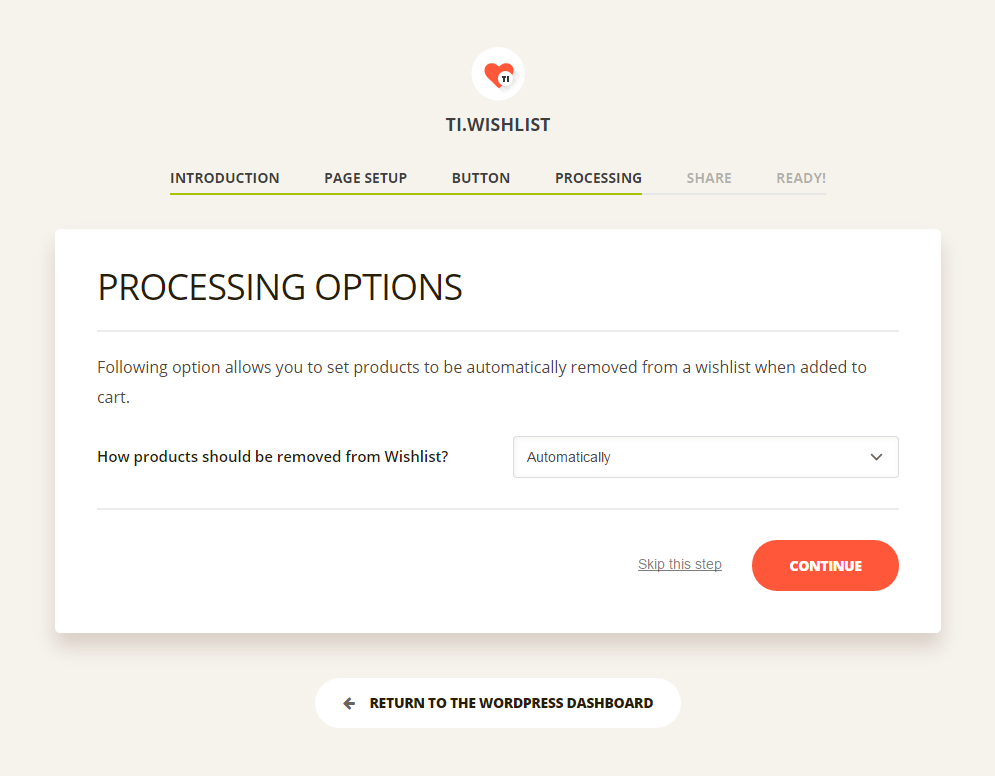 TI
TI.WISHLIST
INTRODUCTION PAGE SETUP BUTTON PROCESSING SHARE READY!
PROCESSING OPTIONS
Following option allows you to set products to be automatically removed from a wishlist when added to
cart.
How products should be removed from Wishlist? Automatically
Skip this step CONTINUE
RETURN TO THE WORDPRESS DASHBOARD